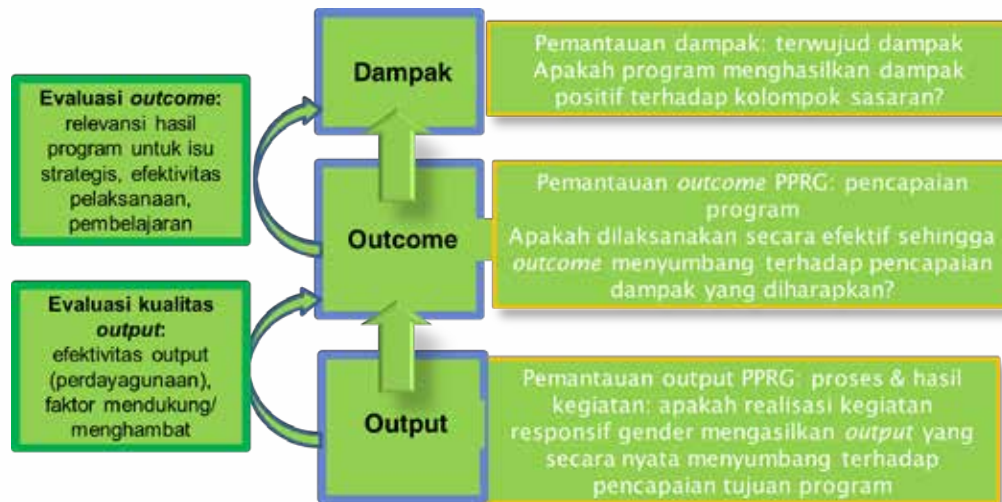 Dampak
Pemantauan dampak: terwujud dampak
Apakah program menghasilkan dampak
positif terhadap kolompok sasaran?
Evaluasi outcome:
relevansi hasil
program untuk isu
strategis, efektivitas
pelaksanaan,
pembelajaran
Outcome
Pemantauan outcome PPRG: pencapaian
program
Apakah dilaksanakan secara efektif sehingga
outcome menyumbang terhadap pencapaian
dampak yang diharapkan?
Evaluasi kualitas
output:
efektivitas output
(perdayagunaan),
faktor mendukung/
menghambat
Output
Pemantauan output PPRG: proses & hasil
kegiatan: apakah realisasi kegiatan
responsif gender mengasilkan output yang
secara nyata menyumbang terhadap
pencapaian tujuan program